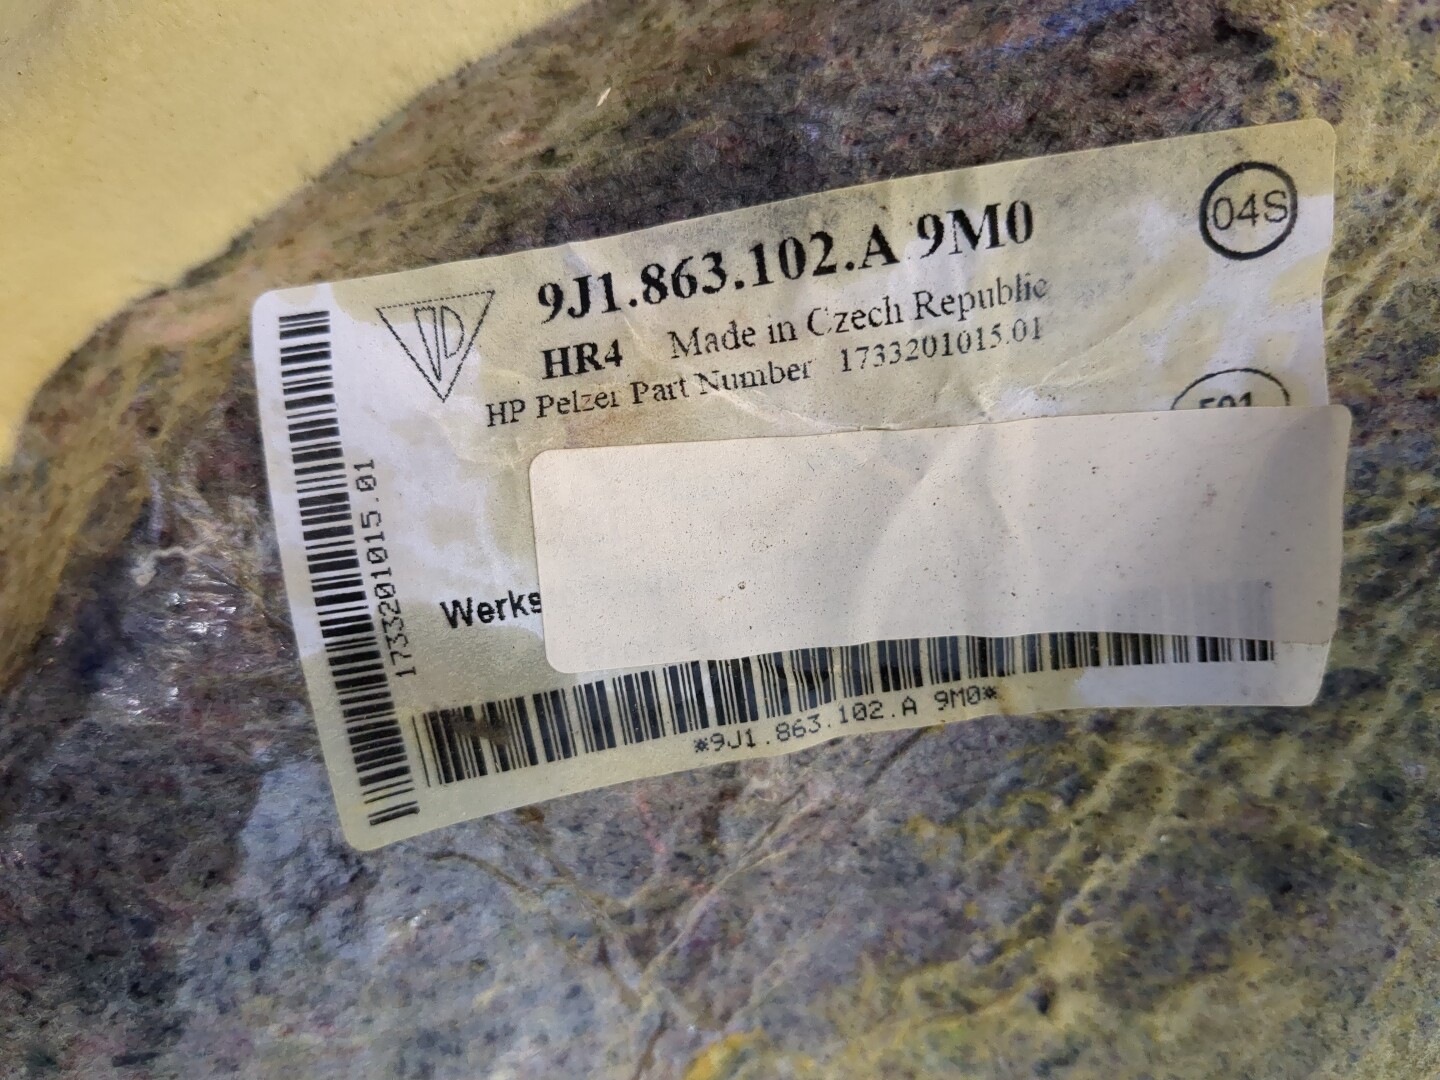 04S
9J1.863.102.A 9M0
HR4 Made in Czech Republic
HP Pelzer Part Number 1733201015.01
1733201015.01
*9J1.863.102.A 9M0*